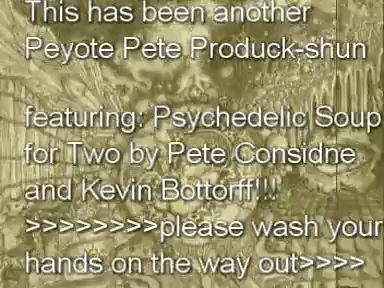 This has been another
Peyote Pete Produck-shun
featuring: Psychedelic Soup
for Two by Pete Considne
and Kevin Bottorff!!!
>>>>>>>>please wash your
hands on the way out>>>>